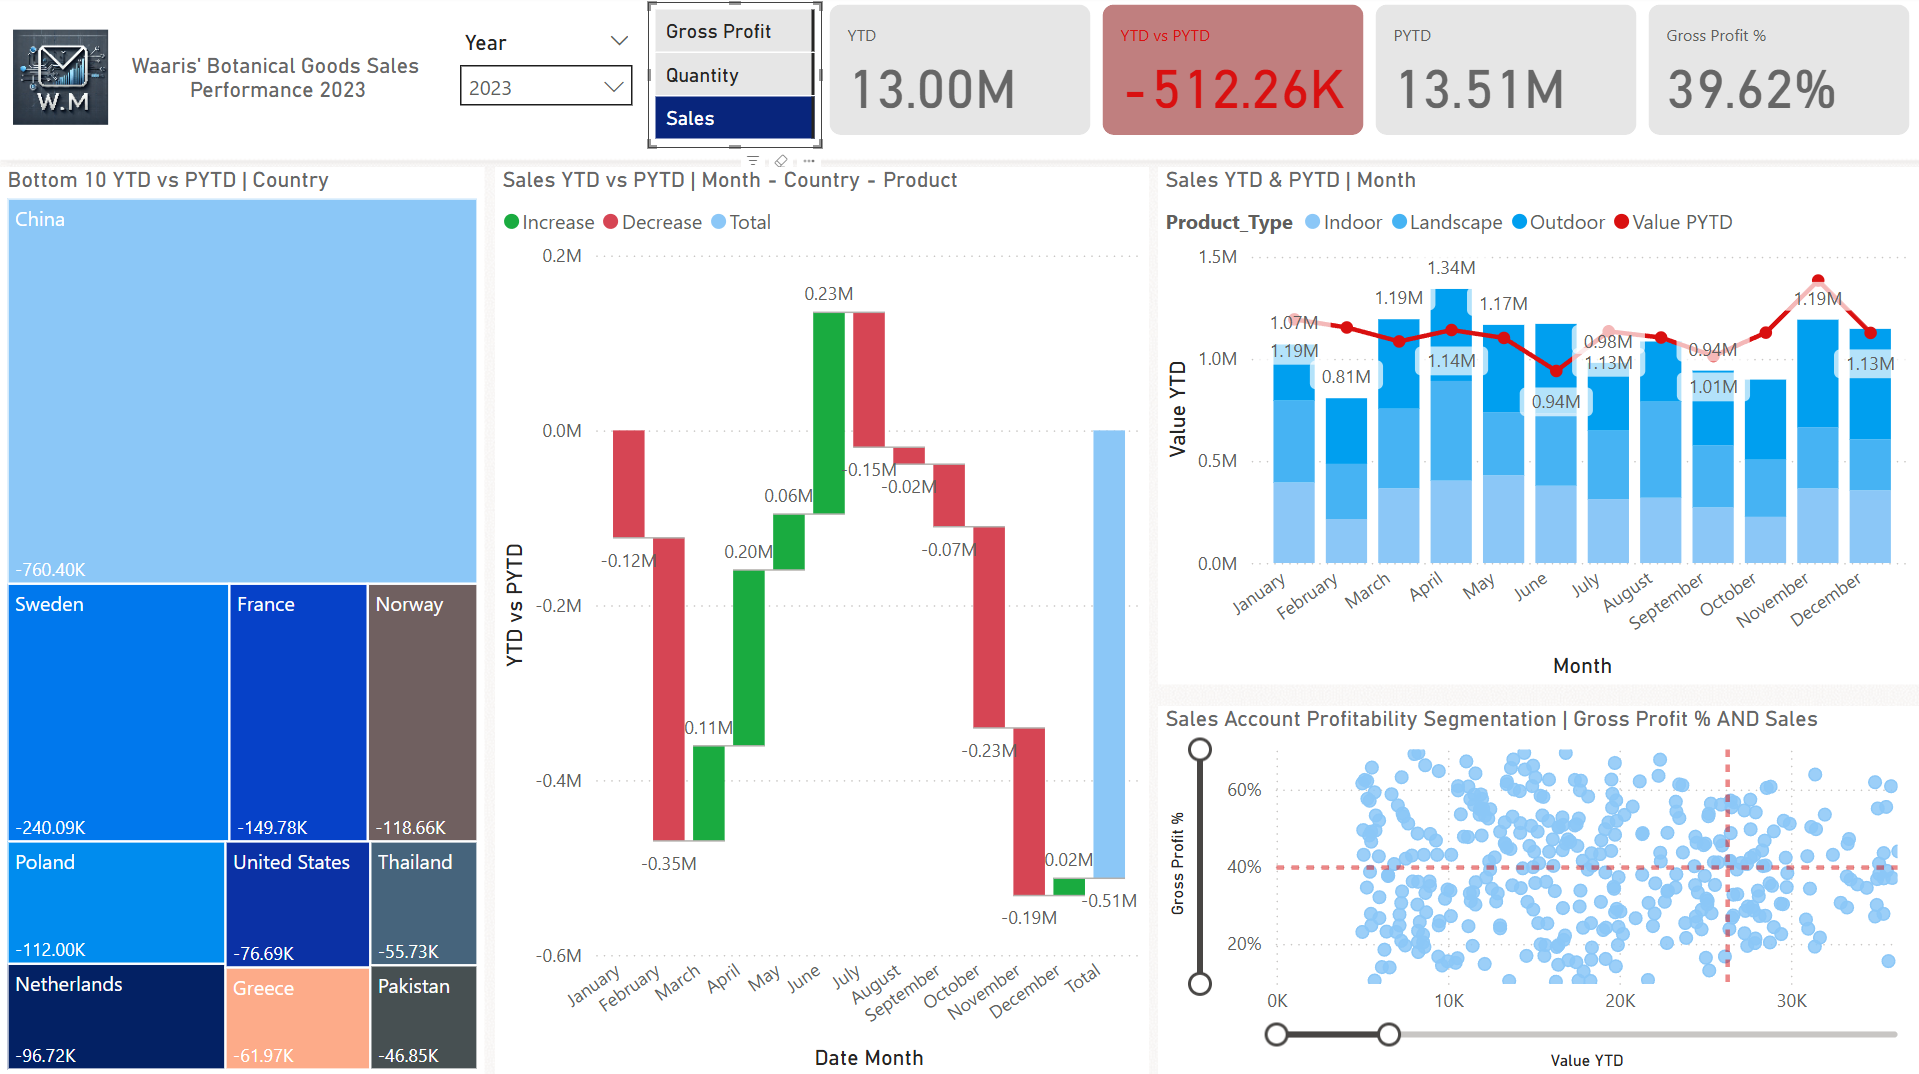 W.M
Waaris' Botanical Goods Sales
Performance 2023
Year
2023
Gross Profit
Quantity
Sales
YTD
13.00M
YTD vs PYTD
-512.26K
PYTD
13.51M
Gross Profit %
39.62%
Bottom 10 YTD vs PYTD | Country
China
-760.40K
Sweden
-240.09K
France
-149.78K
Norway
-118.66K
Poland
-112.00K
United States
-76.69K
Thailand
-55.73K
Netherlands
-96.72K
Greece
-61.97K
Pakistan
-46.85K
Sales YTD vs PYTD | Month - Country - Product
Increase Decrease Total
YTD vs PYTD
0.2M
0.0M
-0.2M
-0.4M
-0.6M
-0.12M
-0.35M
0.11M
0.20M
0.06M
0.23M
-0.15M
-0.02M
-0.07M
-0.23M
-0.19M
0.02M
-0.51M
January
February
March
April
May
June
July
August
September
October
November
December
Total
Date Month
Sales YTD & PYTD | Month
Product_Type Indoor Landscape Outdoor Value PYTD
Value YTD
1.5M
1.0M
0.5M
0.0M
1.07M
1.19M
0.81M
1.19M
1.34M
1.14M
1.17M
0.94M
0.98M
1.13M
0.94M
1.01M
1.19M
1.13M
January
February
March
April
May
June
July
August
September
October
November
December
Month
Sales Account Profitability Segmentation | Gross Profit % AND Sales
Gross Profit %
60%
40%
20%
0K
10K
20K
30K
Value YTD